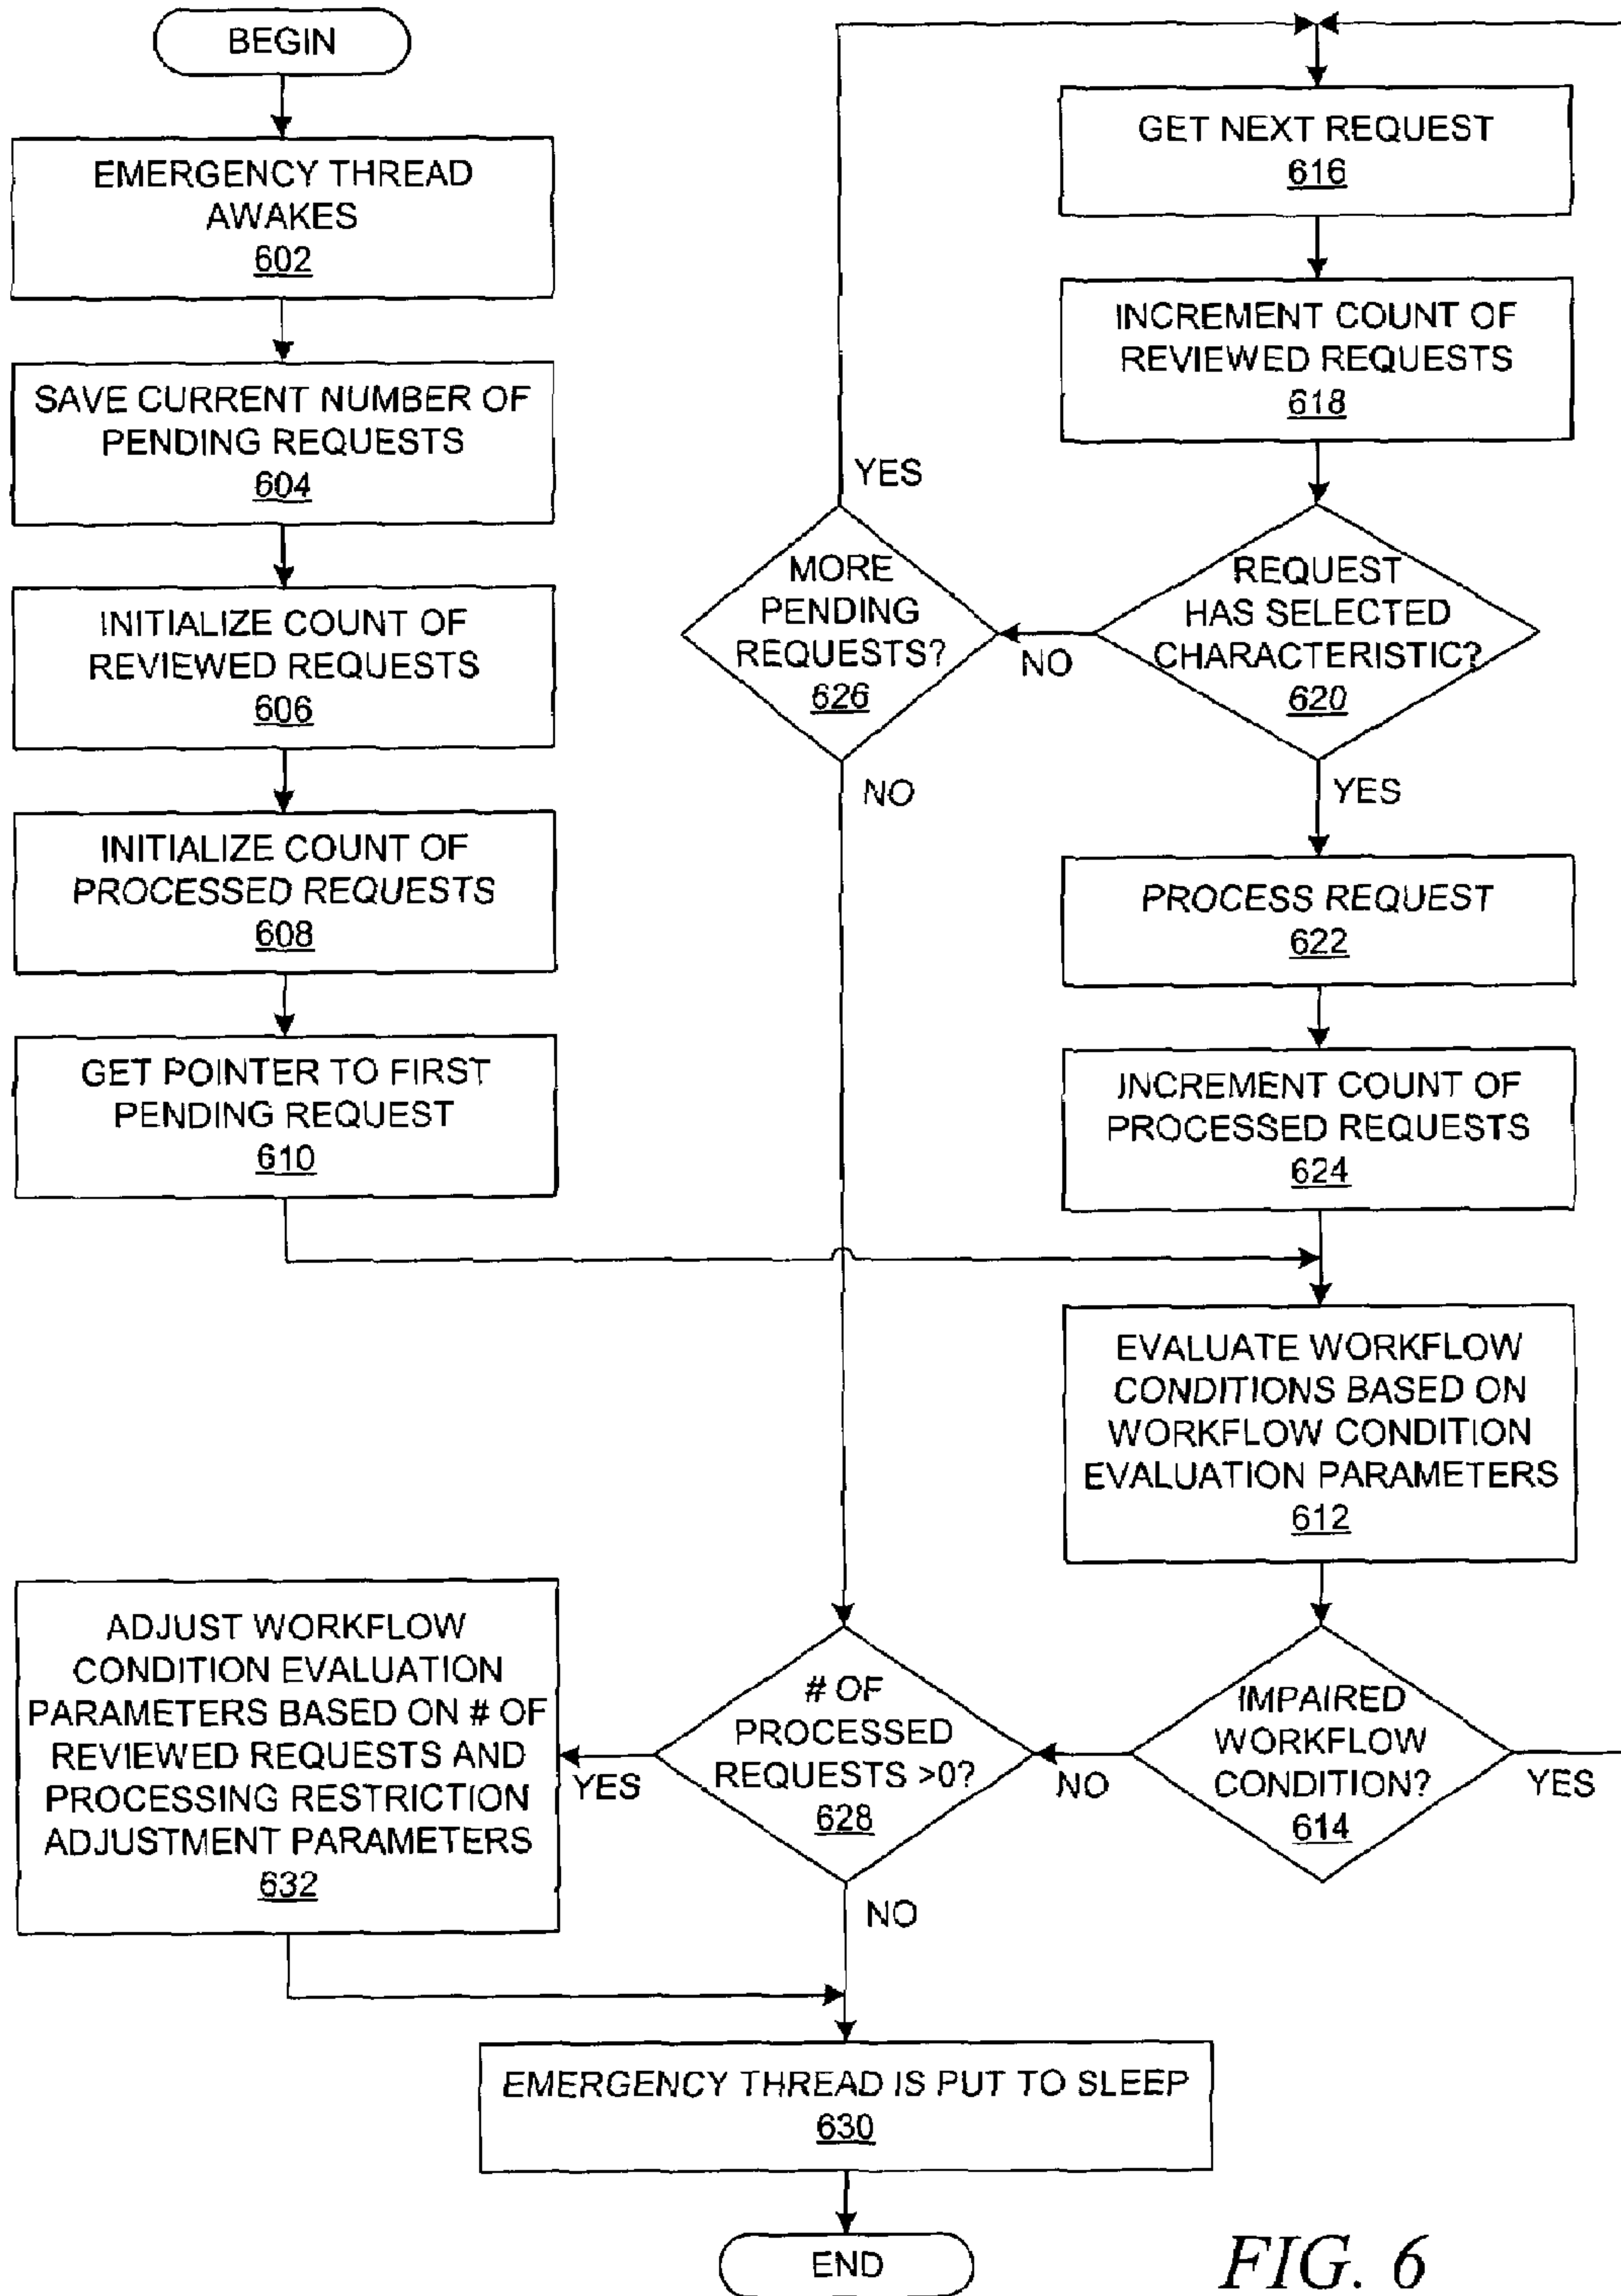 BEGIN
EMERGENCY THREAD
AWAKES
602
SAVE CURRENT NUMBER OF
PENDING REQUESTS
604
INITIALIZE COUNT OF
REVIEWED REQUESTS
606
INITIALIZE COUNT OF
PROCESSED REQUESTS
608
GET POINTER TO FIRST
PENDING REQUEST
610
GET NEXT REQUEST
616
INCREMENT COUNT OF
REVIEWED REQUESTS
618
REQUEST
HAS SELECTED
CHARACTERISTIC?
620
NO
YES
MORE
PENDING
REQUESTS?
626
YES
NO
PROCESS REQUEST
622
INCREMENT COUNT OF
PROCESSED REQUESTS
624
EVALUATE WORKFLOW
CONDITIONS BASED ON
WORKFLOW CONDITION
EVALUATION PARAMETERS
612
IMPAIRED
WORKFLOW
CONDITION?
614
YES
NO
# OF
PROCESSED
REQUESTS >0?
628
YES
NO
ADJUST WORKFLOW
CONDITION EVALUATION
PARAMETERS BASED ON # OF
REVIEWED REQUESTS AND
PROCESSING RESTRICTION
ADJUSTMENT PARAMETERS
632
EMERGENCY THREAD IS PUT TO SLEEP
630
END
FIG. 6